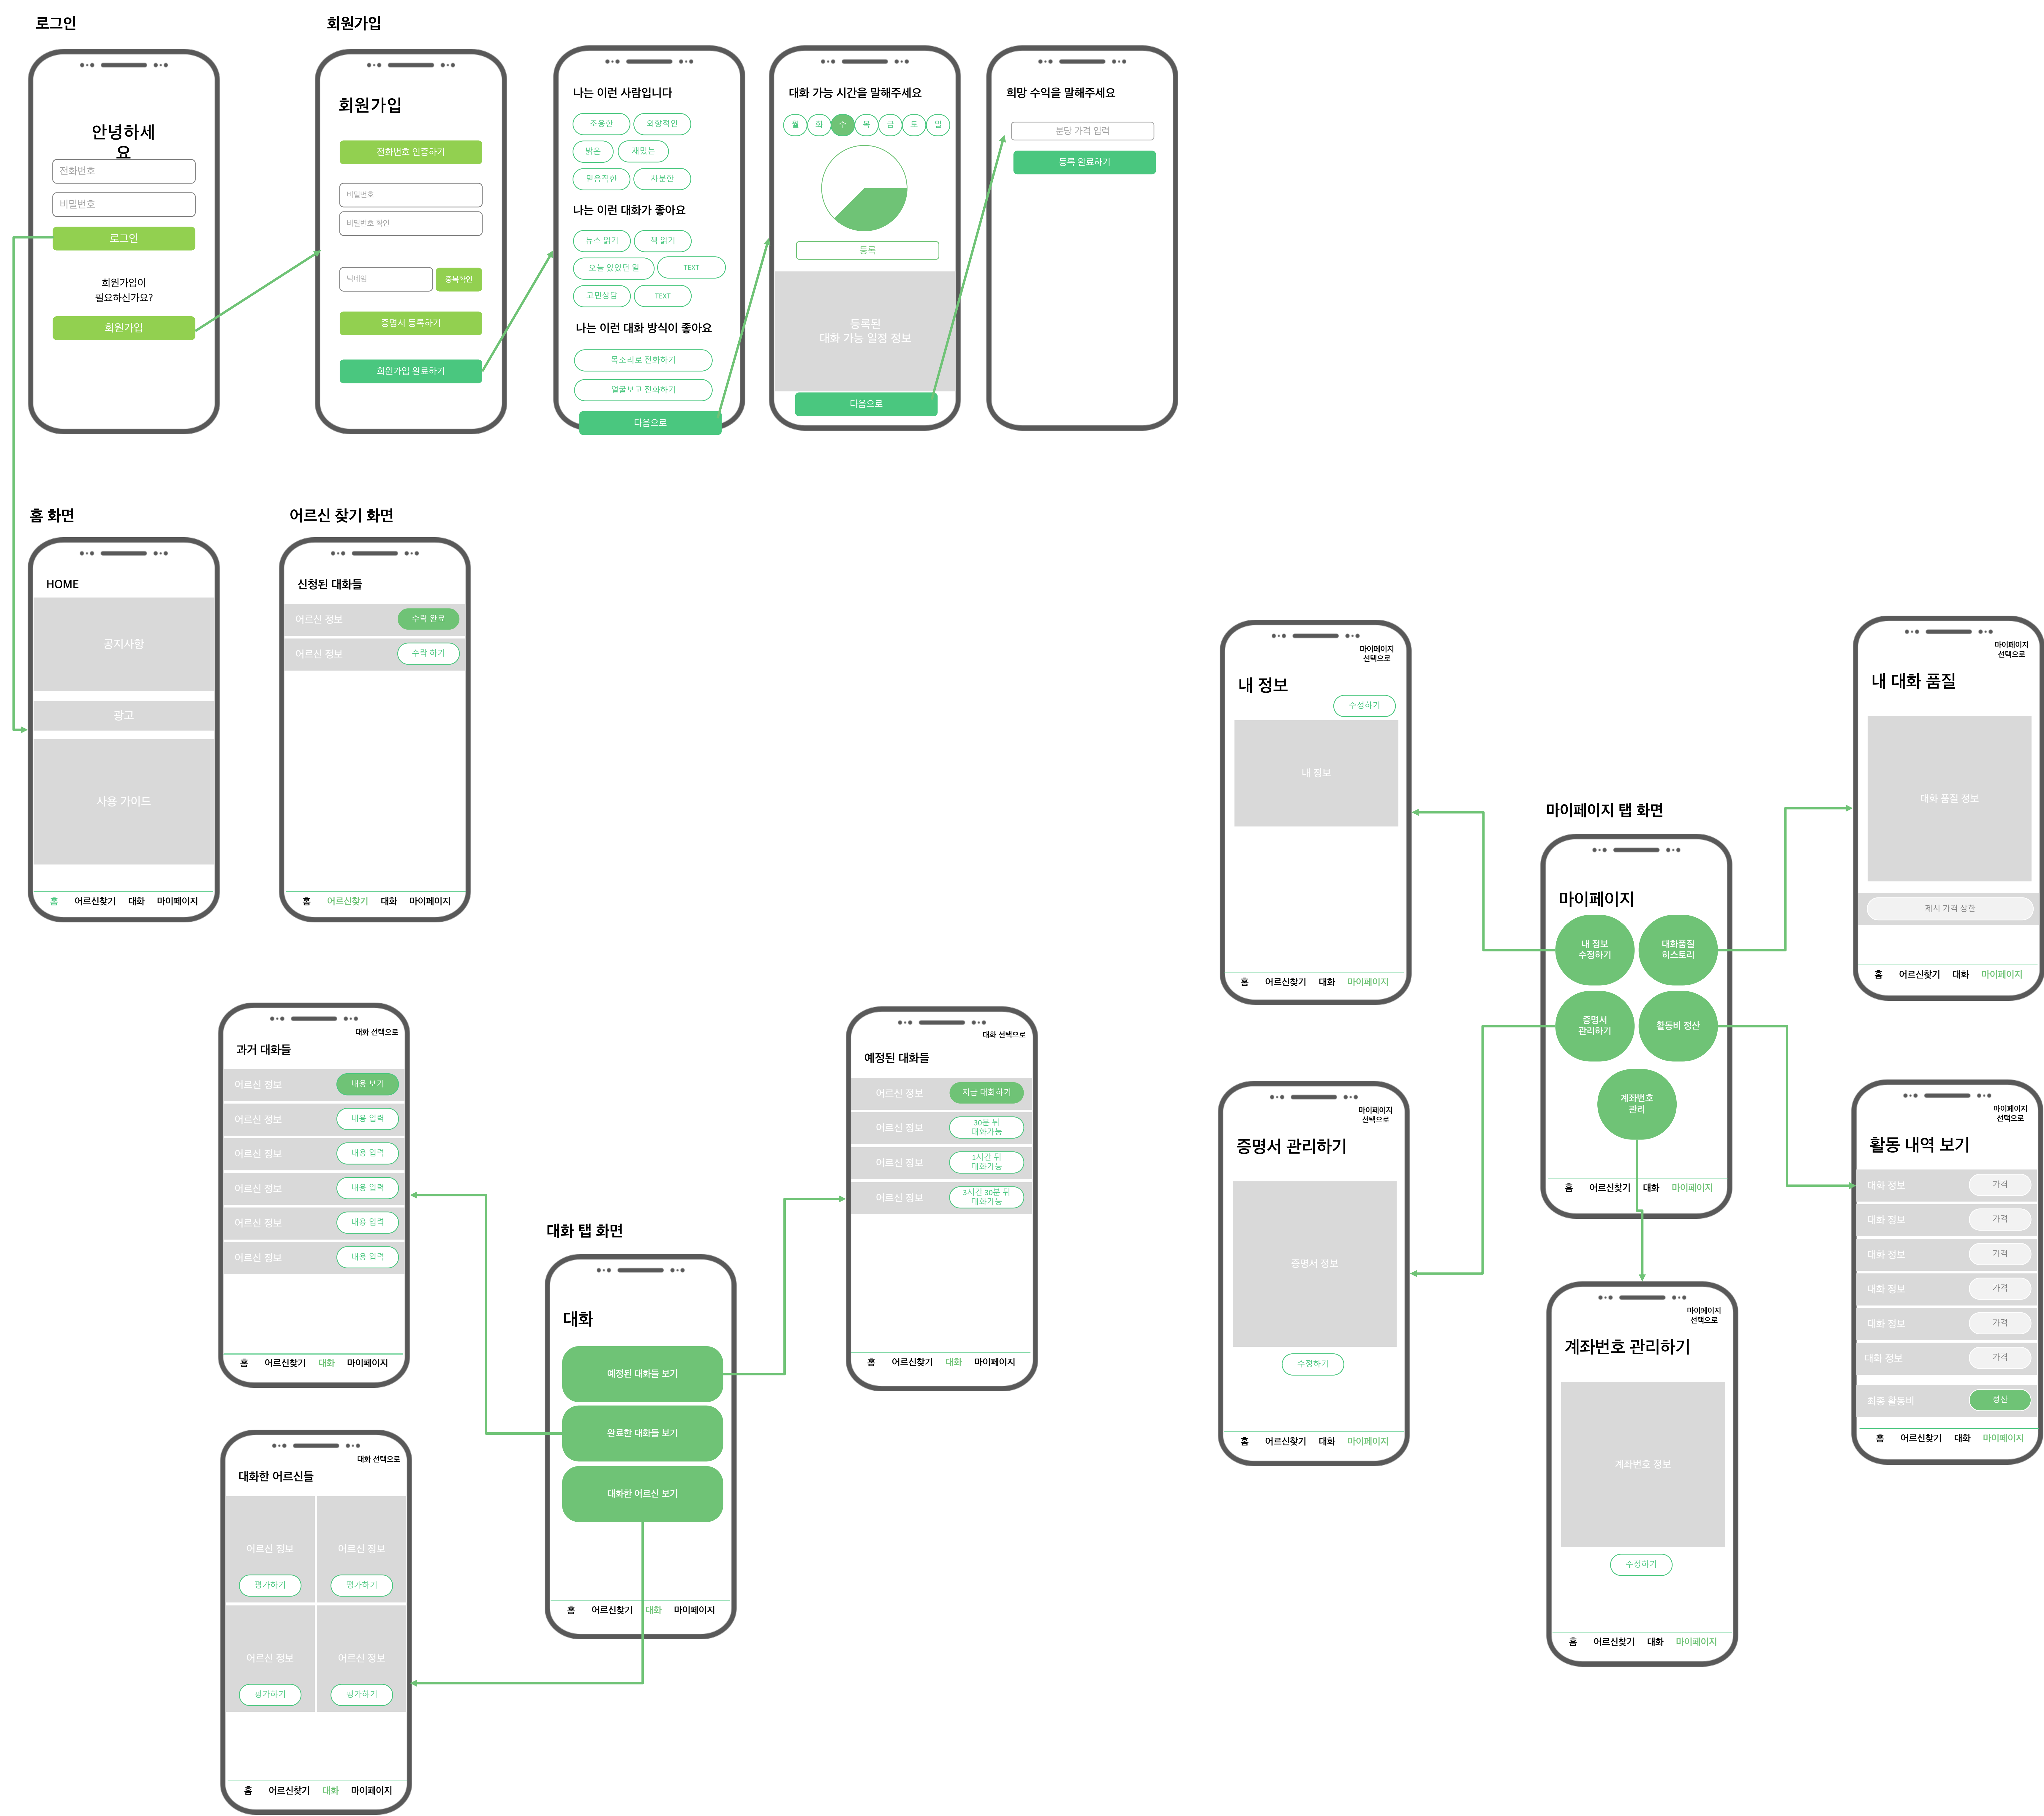 로그인
안녕하세
요
전화번호
비밀번호
로그인
회원가입이
필요하신가요?
회원가입
회원가입
회원가입
전화번호 인증하기
비밀번호
비밀번호 확인
닉네임
중복확인
증명서 등록하기
회원가입 완료하기
나는 이런 사람입니다
조용한
외향적인
밝은
재밌는
믿음직한
차분한
나는 이런 대화가 좋아요
뉴스 읽기
책 읽기
오늘 있었던 일
TEXT
고민상담
TEXT
나는 이런 대화 방식이 좋아요
목소리로 전화하기
얼굴보고 전화하기
다음으로
대화 가능 시간을 말해주세요
월 화 수 목 금 토 일
등록
등록된
대화 가능 일정 정보
다음으로
희망 수익을 말해주세요
분당 가격 입력
등록 완료하기
홈 화면
HOME
공지사항
광고
사용 가이드
홈 어르신찾기 대화 마이페이지
어르신 찾기 화면
신청된 대화들
어르신 정보 수락 완료
어르신 정보 수락 하기
홈 어르신찾기 대화 마이페이지
대화 선택으로
과거 대화들
어르신 정보 내용 보기
어르신 정보 내용 입력
어르신 정보 내용 입력
어르신 정보 내용 입력
어르신 정보 내용 입력
어르신 정보 내용 입력
홈 어르신찾기 대화 마이페이지
대화 선택으로
대화한 어르신들
어르신 정보 어르신 정보
평가하기 평가하기
어르신 정보 어르신 정보
평가하기 평가하기
홈 어르신찾기 대화 마이페이지
대화 탭 화면
대화
예정된 대화들 보기
완료한 대화들 보기
대화한 어르신 보기
홈 어르신찾기 대화 마이페이지
대화 선택으로
예정된 대화들
어르신 정보 지금 대화하기
어르신 정보 30분 뒤
대화가능
어르신 정보 1시간 뒤
대화가능
어르신 정보 3시간 30분 뒤
대화가능
홈 어르신찾기 대화 마이페이지
마이페이지
선택으로
내 정보
수정하기
내 정보
홈 어르신찾기 대화 마이페이지
마이페이지
선택으로
증명서 관리하기
증명서 정보
수정하기
홈 어르신찾기 대화 마이페이지
마이페이지 탭 화면
마이페이지
내 정보
수정하기
대화품질
히스토리
증명서
관리하기
활동비 정산
계좌번호
관리
홈 어르신찾기 대화 마이페이지
마이페이지
선택으로
계좌번호 관리하기
계좌번호 정보
수정하기
홈 어르신찾기 대화 마이페이지
마이페이지
선택으로
내 대화 품질
대화 품질 정보
제시 가격 상한
홈 어르신찾기 대화 마이페이지
마이페이지
선택으로
활동 내역 보기
대화 정보 가격
대화 정보 가격
대화 정보 가격
대화 정보 가격
대화 정보 가격
대화 정보 가격
최종 활동비 정산
홈 어르신찾기 대화 마이페이지